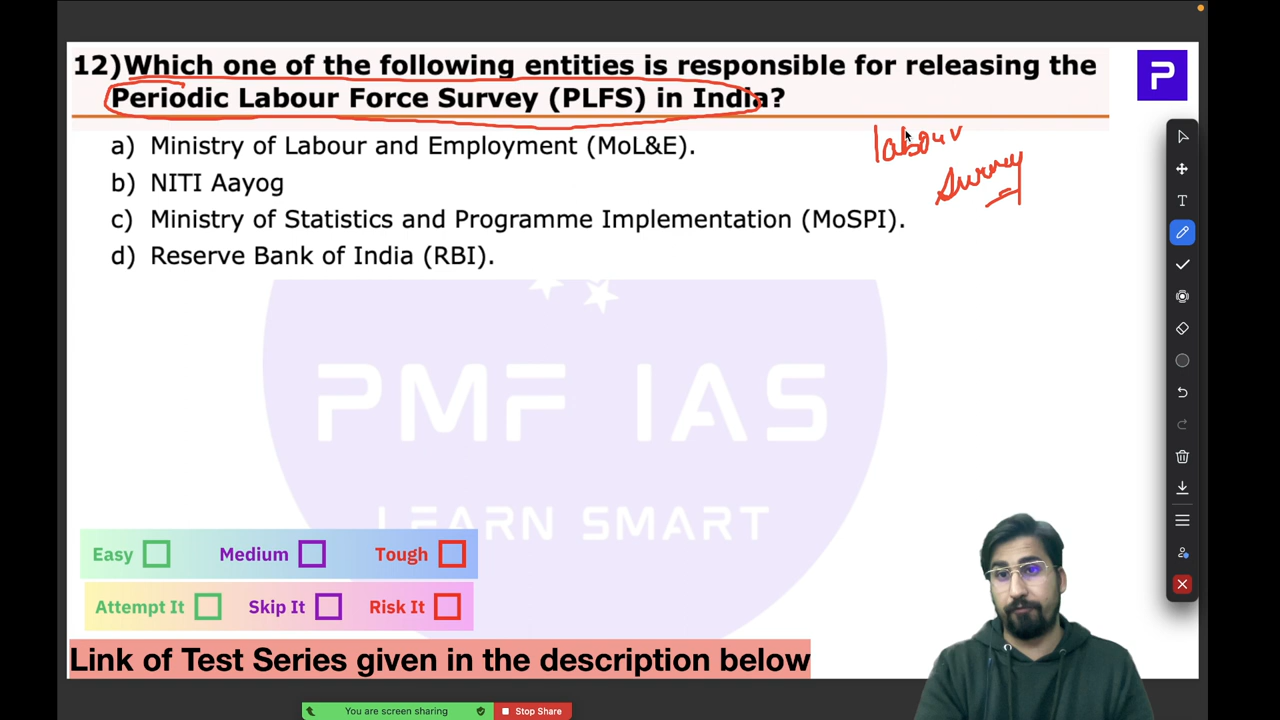 12) Which one of the following entities is responsible for releasing the
Periodic Labour Force Survey (PLFS) in India?
P
labour
survey
a) Ministry of Labour and Employment (MoL&E).
b) NITI Aayog
c) Ministry of Statistics and Programme Implementation (MoSPI).
d) Reserve Bank of India (RBI).
T
PMF IAS
LEARN SMART
Easy Medium Tough
Attempt It Skip It Risk It
Link of Test Series given in the description below
You are screen sharing Stop Share